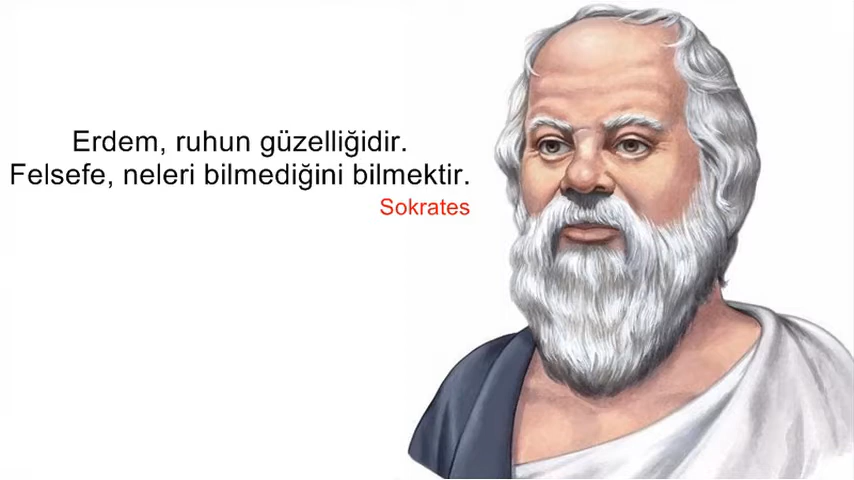 Erdem, ruhun güzelliğidir.
Felsefe, neleri bilmediğini bilmektir.
Sokrates